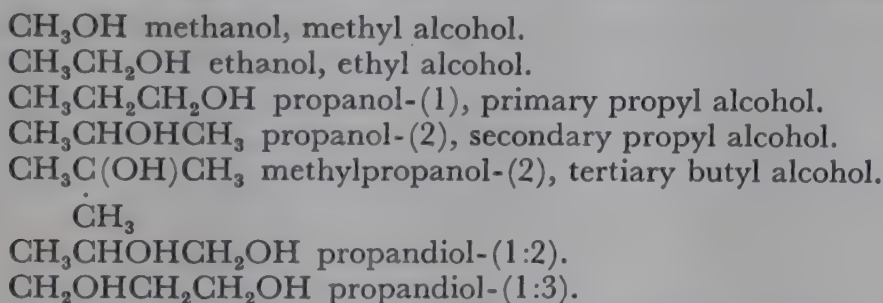 CH₃OH methanol, methyl alcohol.
CH₃CH₂OH ethanol, ethyl alcohol.
CH₃CH₂CH₂OH propanol-(1), primary propyl alcohol.
CH₃CHOHCH₃ propanol-(2), secondary propyl alcohol.
CH₃C(OH)CH₃ methylpropanol-(2), tertiary butyl alcohol.
CH₃
CH₃CHOHCH₂OH propandiol-(1:2).
CH₂OHCH₂CH₂OH propandiol-(1:3).